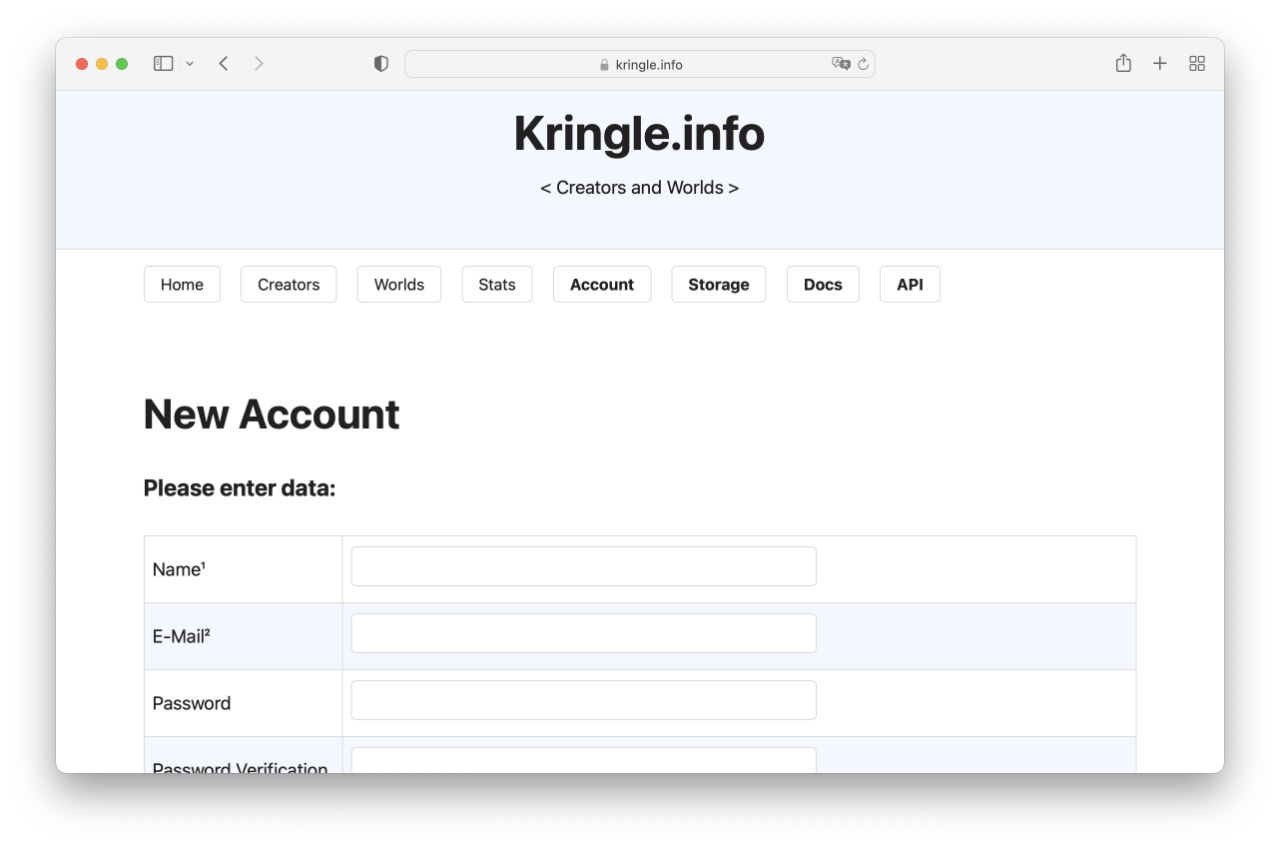 kringle.info
Kringle.info
< Creators and Worlds >
Home Creators Worlds Stats Account Storage Docs API
New Account
Please enter data:
Name¹
E-Mail²
Password
Password Verification